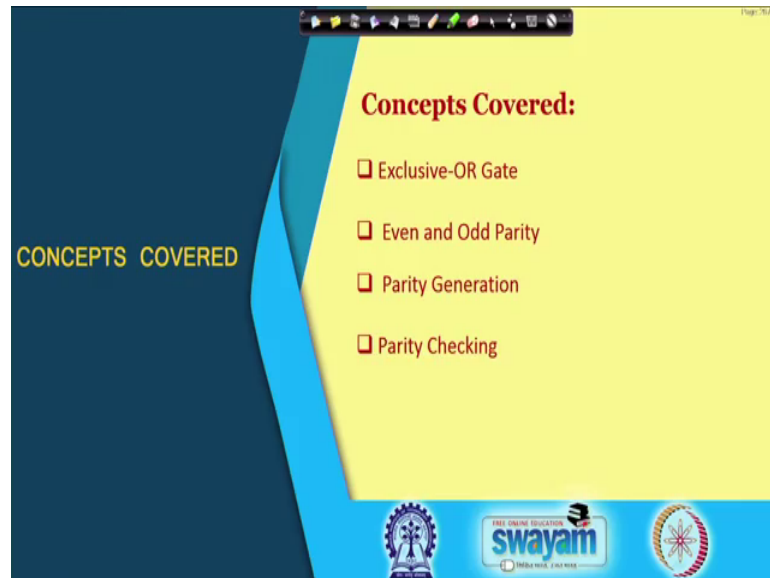 CONCEPTS COVERED
Concepts Covered:
Exclusive-OR Gate
Even and Odd Parity
Parity Generation
Parity Checking
FREE ONLINE EDUCATION
swayam